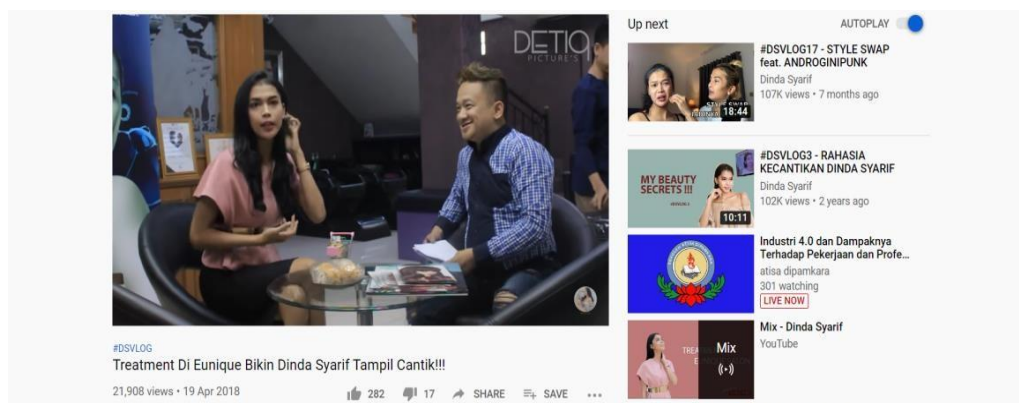 DETIQ
PICTURE'S
#DSVLOG
Treatment Di Eunique Bikin Dinda Syarif Tampil Cantik!!!
21,908 views • 19 Apr 2018
282
17
SHARE
SAVE
Up next
AUTOPLAY
18:44
#DSVLOG17 - STYLE SWAP
feat. ANDROGINIPUNK
Dinda Syarif
107K views • 7 months ago
MY BEAUTY
SECRETS !!!
10:11
#DSVLOG3 - RAHASIA
KECANTIKAN DINDA SYARIF
Dinda Syarif
102K views • 2 years ago
Industri 4.0 dan Dampaknya
Terhadap Pekerjaan dan Profe...
atisa dipamkara
301 watching
LIVE NOW
Mix
Mix - Dinda Syarif
YouTube